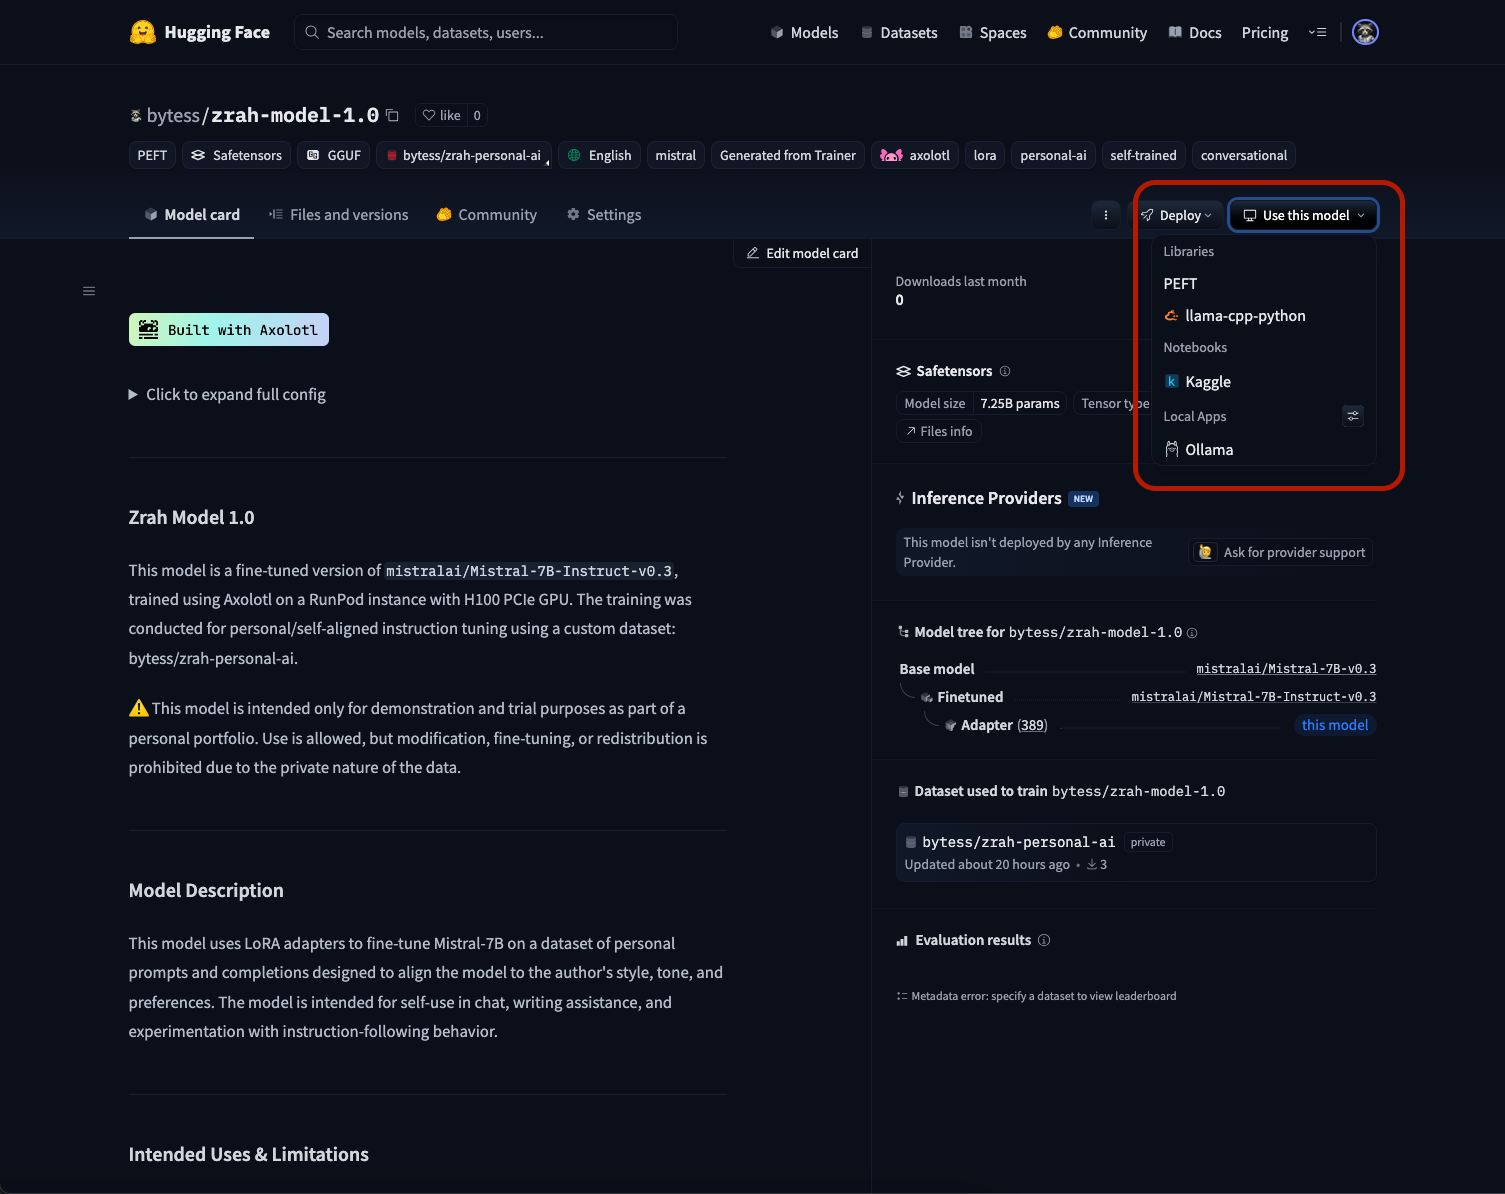 Hugging Face
Search models, datasets, users...
Models
Datasets
Spaces
Community
Docs
Pricing
bytess/zrah-model-1.0
like 0
PEFT
Safetensors
GGUF
bytess/zrah-personal-ai
English
mistral
Generated from Trainer
axolotl
lora
personal-ai
self-trained
conversational
Model card
Files and versions
Community
Settings
Deploy
Use this model
Libraries
PEFT
llama-cpp-python
Notebooks
k Kaggle
Local Apps
Ollama
Edit model card
Built with Axolotl
Click to expand full config
Zrah Model 1.0
This model is a fine-tuned version of mistralai/Mistral-7B-Instruct-v0.3,
trained using Axolotl on a RunPod instance with H100 PCIe GPU. The training was
conducted for personal/self-aligned instruction tuning using a custom dataset:
bytess/zrah-personal-ai.
⚠️ This model is intended only for demonstration and trial purposes as part of a
personal portfolio. Use is allowed, but modification, fine-tuning, or redistribution is
prohibited due to the private nature of the data.
Model Description
This model uses LoRA adapters to fine-tune Mistral-7B on a dataset of personal
prompts and completions designed to align the model to the author's style, tone, and
preferences. The model is intended for self-use in chat, writing assistance, and
experimentation with instruction-following behavior.
Intended Uses & Limitations
Downloads last month
0
Safetensors
Model size 7.25B params
Tensor type
Files info
Inference Providers NEW
This model isn't deployed by any Inference
Provider.
Ask for provider support
Model tree for bytess/zrah-model-1.0
Base model mistralai/Mistral-7B-v0.3
Finetuned mistralai/Mistral-7B-Instruct-v0.3
Adapter (389) this model
Dataset used to train bytess/zrah-model-1.0
bytess/zrah-personal-ai private
Updated about 20 hours ago • 3
Evaluation results
Metadata error: specify a dataset to view leaderboard